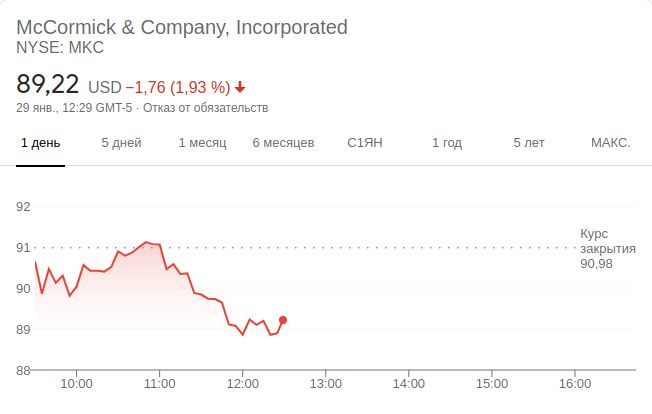 McCormick & Company, Incorporated
NYSE: MKC
89,22 USD −1,76 (1,93 %)
29 янв., 12:29 GMT-5 · Отказ от обязательств
1 день 5 дней 1 месяц 6 месяцев С1ЯН 1 год 5 лет МАКС.
92
91
90
89
88
Курс
закрытия
90,98
10:00 11:00 12:00 13:00 14:00 15:00 16:00